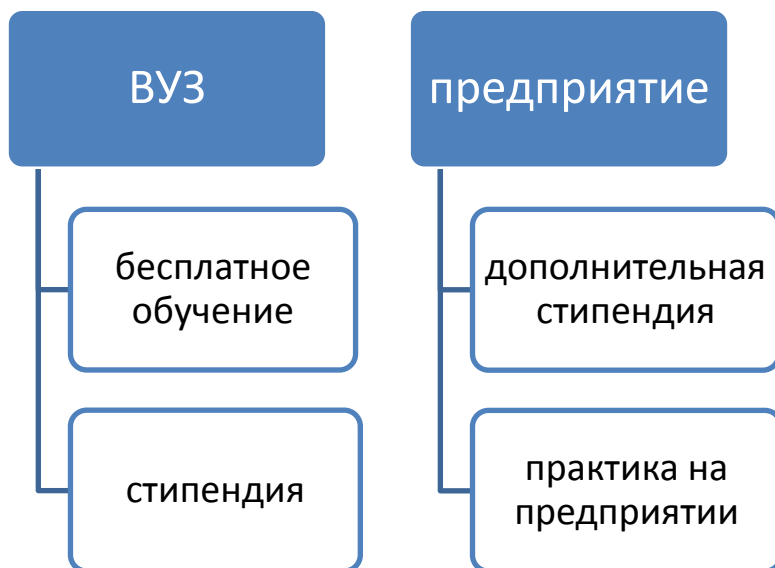 ВУЗ
бесплатное
обучение
стипендия
предприятие
дополнительная
стипендия
практика на
предприятии